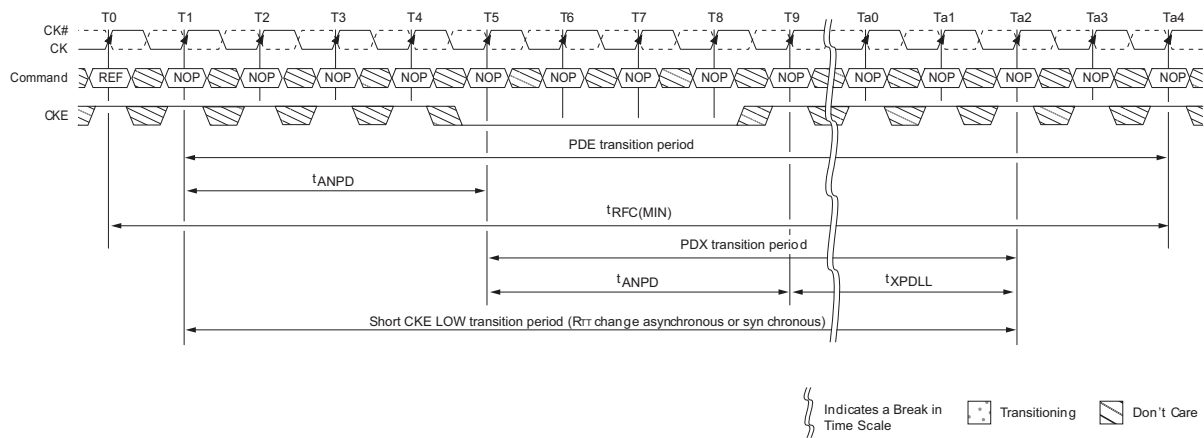 T0 T1 T2 T3 T4 T5 T6 T7 T8 T9 Ta0 Ta1 Ta2 Ta3 Ta4
CK#
CK
Command REF NOP NOP NOP NOP NOP NOP NOP NOP NOP NOP NOP NOP NOP NOP
CKE
PDE transition period
tANPD
tRFC(MIN)
PDX transition period
tANPD tXPDLL
Short CKE LOW transition period (RTT change asynchronous or syn chronous)
Indicates a Break in
Time Scale
Transitioning
Don't Care